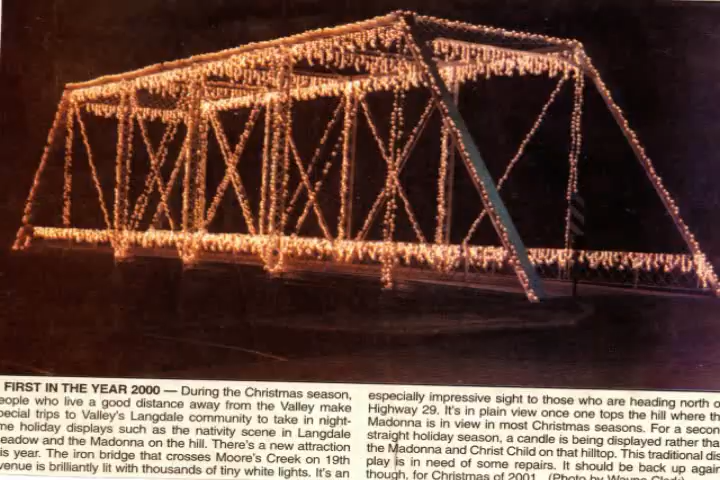 FIRST IN THE YEAR 2000 — During the Christmas season,
eople who live a good distance away from the Valley make
pecial trips to Valley's Langdale community to take in night-
me holiday displays such as the nativity scene in Langdale
eadow and the Madonna on the hill. There's a new attraction
is year. The iron bridge that crosses Moore's Creek on 19th
venue is brilliantly lit with thousands of tiny white lights. It's an
especially impressive sight to those who are heading north o
Highway 29. It's in plain view once one tops the hill where th
Madonna is in view in most Christmas seasons. For a secon
straight holiday season, a candle is being displayed rather tha
the Madonna and Christ Child on that hilltop. This traditional dis
play is in need of some repairs. It should be back up again
though, for Christmas of 2001. (Photo by Wayne Clark)